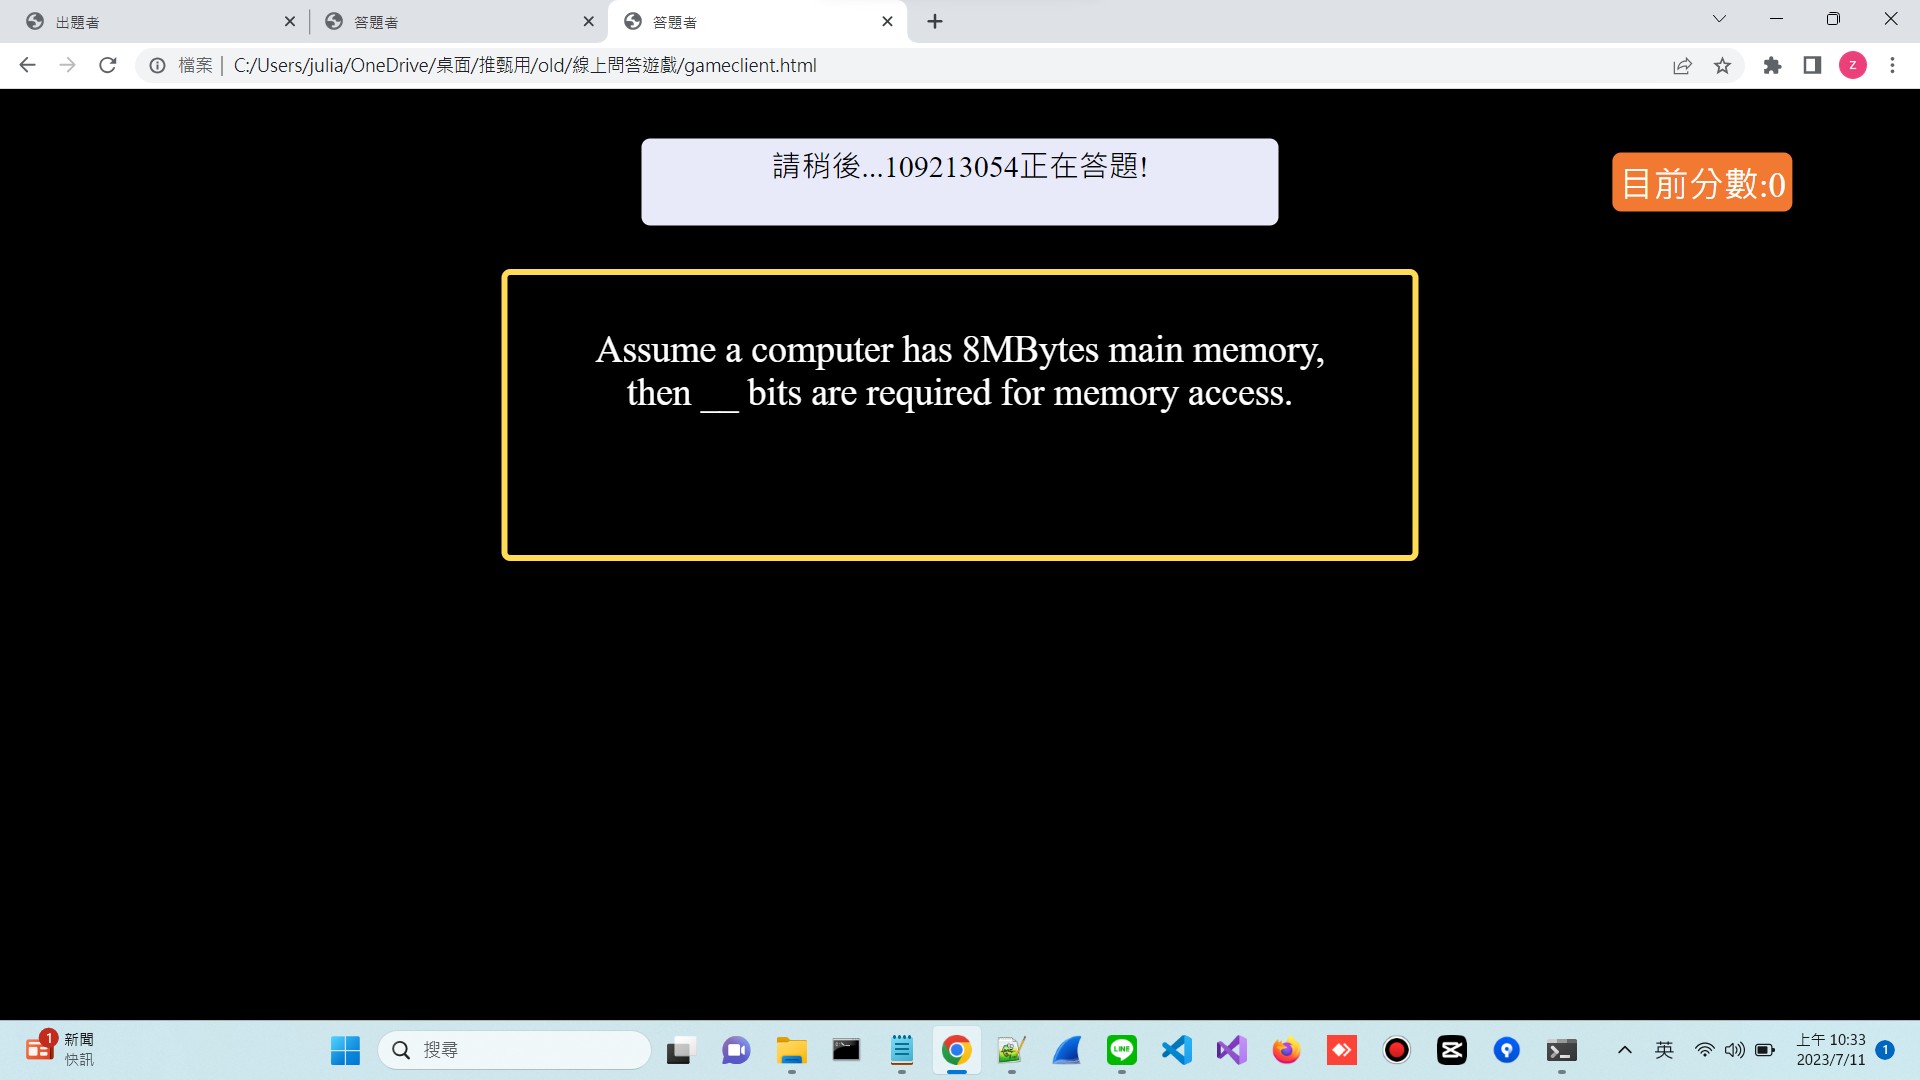 出題者
答題者
答題者
檔案 | C:/Users/julia/OneDrive/桌面/推甄用/old/線上問答遊戲/gameclient.html
z
請稍後...109213054正在答題!
目前分數:0
Assume a computer has 8MBytes main memory,
then __ bits are required for memory access.
1
新聞
快訊
搜尋
LINE
英
上午 10:33
2023/7/11
1